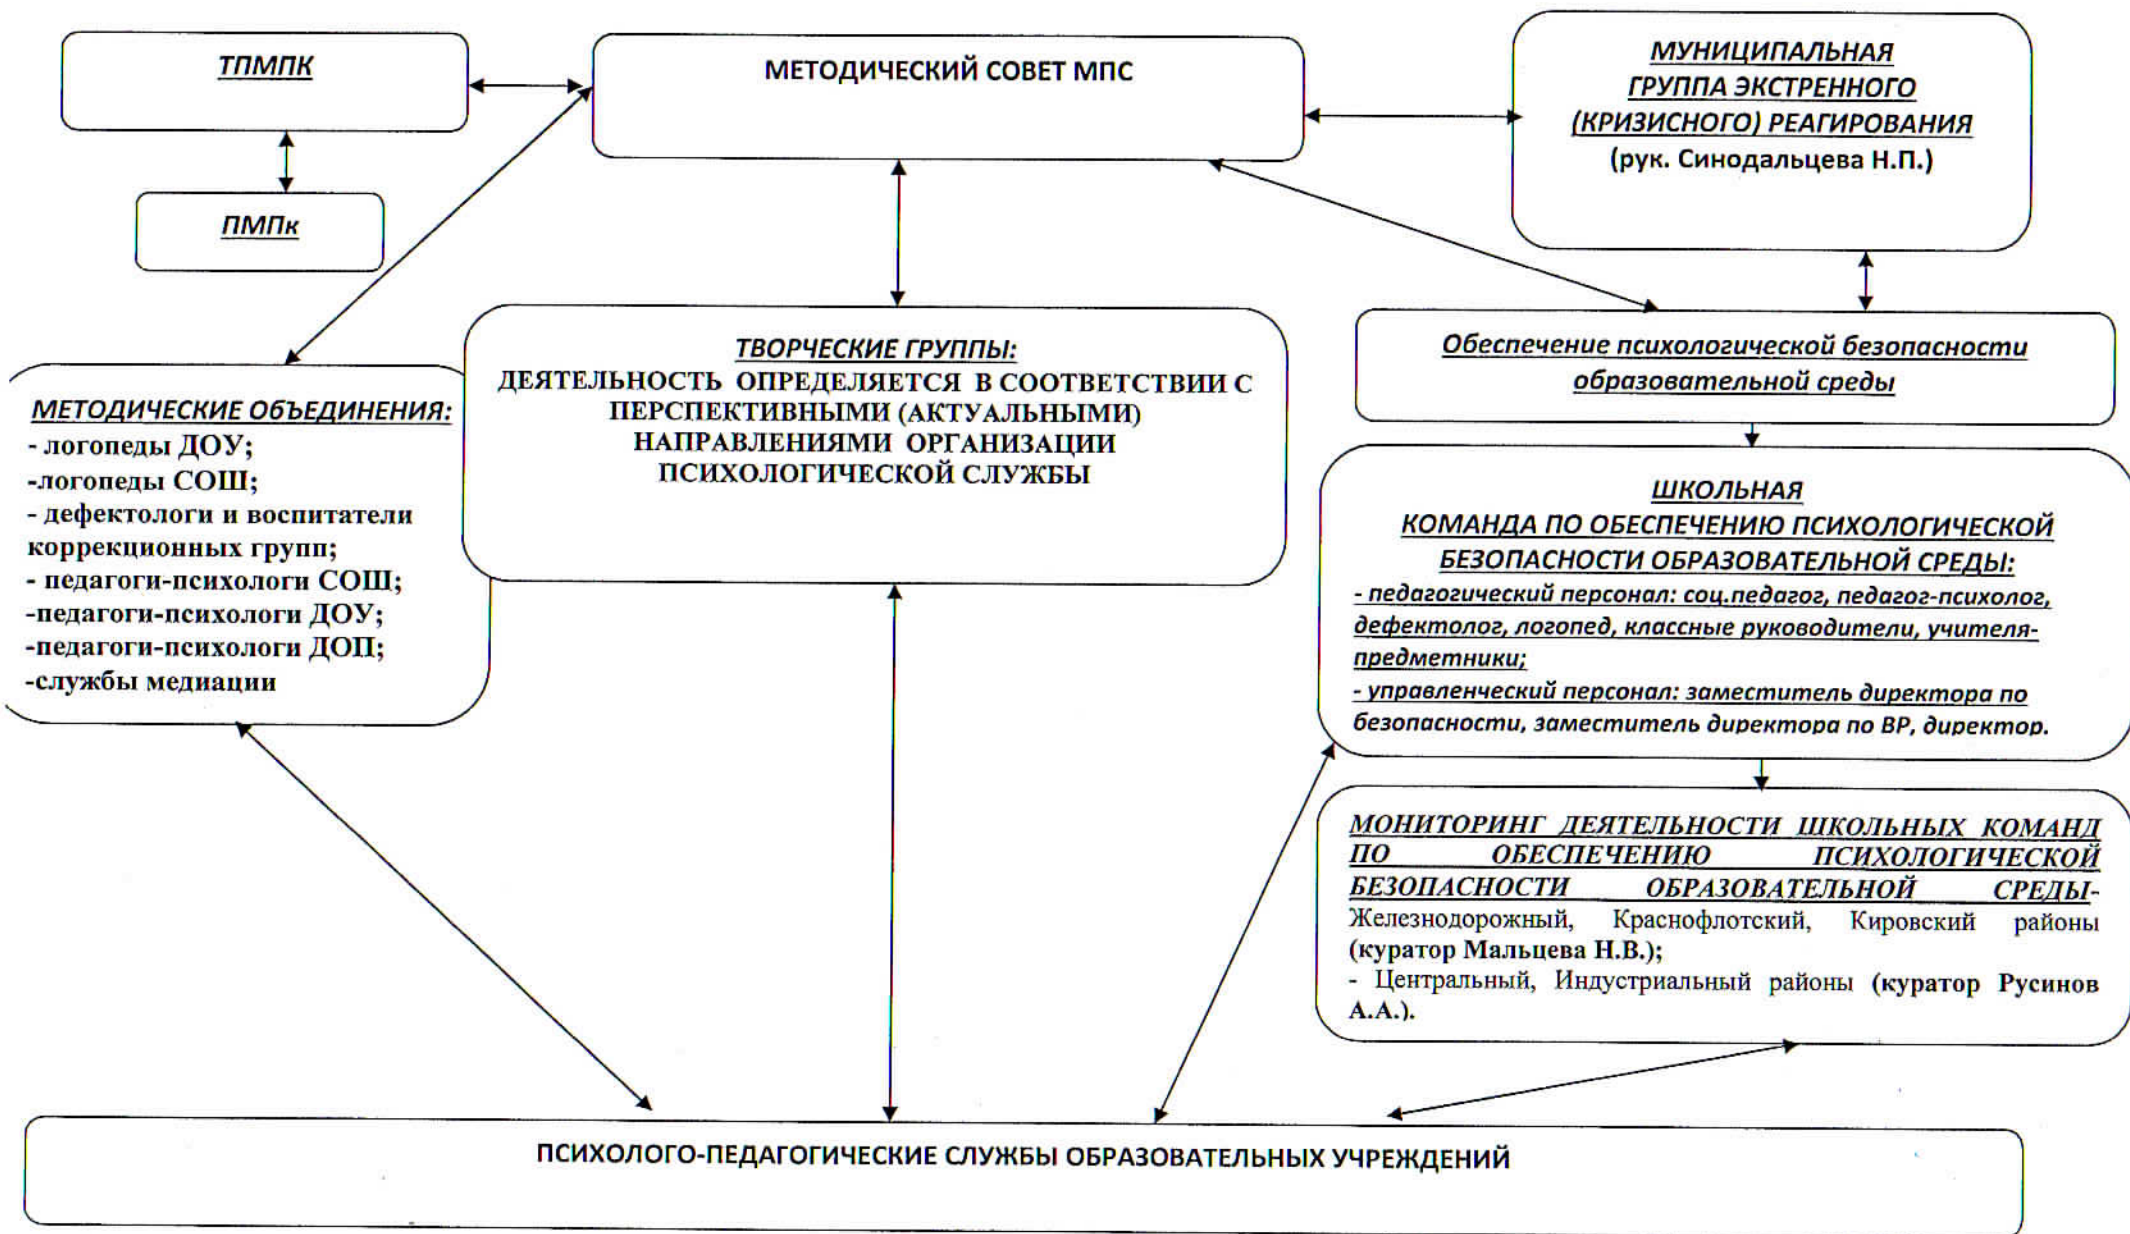 ТПМПК
МЕТОДИЧЕСКИЙ СОВЕТ МПС
МУНИЦИПАЛЬНАЯ
ГРУППА ЭКСТРЕННОГО
(КРИЗИСНОГО) РЕАГИРОВАНИЯ
(рук. Синодальцева Н.П.)
ПМПк
ТВОРЧЕСКИЕ ГРУППЫ:
ДЕЯТЕЛЬНОСТЬ ОПРЕДЕЛЯЕТСЯ В СООТВЕТСТВИИ С
ПЕРСПЕКТИВНЫМИ (АКТУАЛЬНЫМИ)
НАПРАВЛЕНИЯМИ ОРГАНИЗАЦИИ
ПСИХОЛОГИЧЕСКОЙ СЛУЖБЫ
Обеспечение психологической безопасности
образовательной среды
МЕТОДИЧЕСКИЕ ОБЪЕДИНЕНИЯ:
- логопеды ДОУ;
-логопеды СОШ;
- дефектологи и воспитатели
коррекционных групп;
- педагоги-психологи СОШ;
-педагоги-психологи ДОУ;
-педагоги-психологи ДОП;
-службы медиации
ШКОЛЬНАЯ
КОМАНДА ПО ОБЕСПЕЧЕНИЮ ПСИХОЛОГИЧЕСКОЙ
БЕЗОПАСНОСТИ ОБРАЗОВАТЕЛЬНОЙ СРЕДЫ:
- педагогический персонал: соц.педагог, педагог-психолог,
дефектолог, логопед, классные руководители, учителя-
предметники;
- управленческий персонал: заместитель директора по
безопасности, заместитель директора по ВР, директор.
МОНИТОРИНГ ДЕЯТЕЛЬНОСТИ ШКОЛЬНЫХ КОМАНД
ПО ОБЕСПЕЧЕНИЮ ПСИХОЛОГИЧЕСКОЙ
БЕЗОПАСНОСТИ ОБРАЗОВАТЕЛЬНОЙ СРЕДЫ-
Железнодорожный, Краснофлотский, Кировский районы
(куратор Мальцева Н.В.);
- Центральный, Индустриальный районы (куратор Русинов
А.А.).
ПСИХОЛОГО-ПЕДАГОГИЧЕСКИЕ СЛУЖБЫ ОБРАЗОВАТЕЛЬНЫХ УЧРЕЖДЕНИЙ